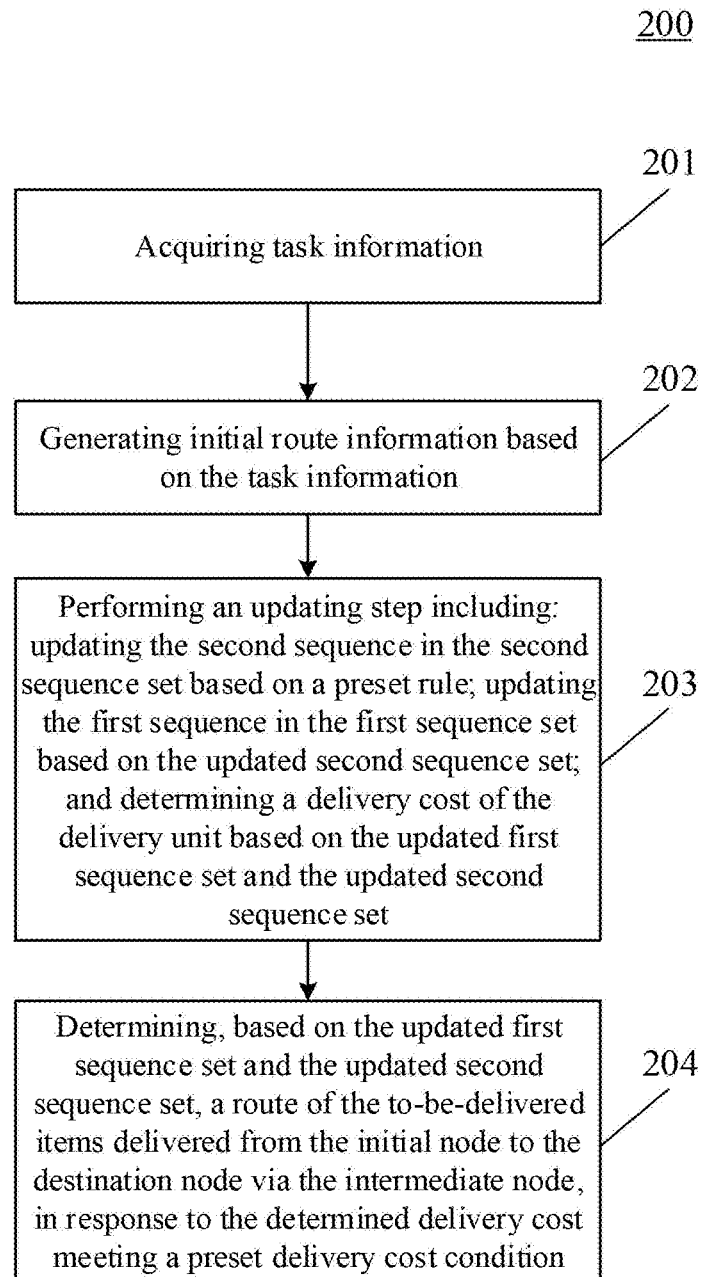 200
201
Acquiring task information
202
Generating initial route information based
on the task information
Performing an updating step including:
updating the second sequence in the second
sequence set based on a preset rule; updating
the first sequence in the first sequence set
based on the updated second sequence set;
and determining a delivery cost of the
delivery unit based on the updated first
sequence set and the updated second
sequence set
203
Determining, based on the updated first
sequence set and the updated second
sequence set, a route of the to-be-delivered
items delivered from the initial node to the
destination node via the intermediate node,
in response to the determined delivery cost
meeting a preset delivery cost condition
204